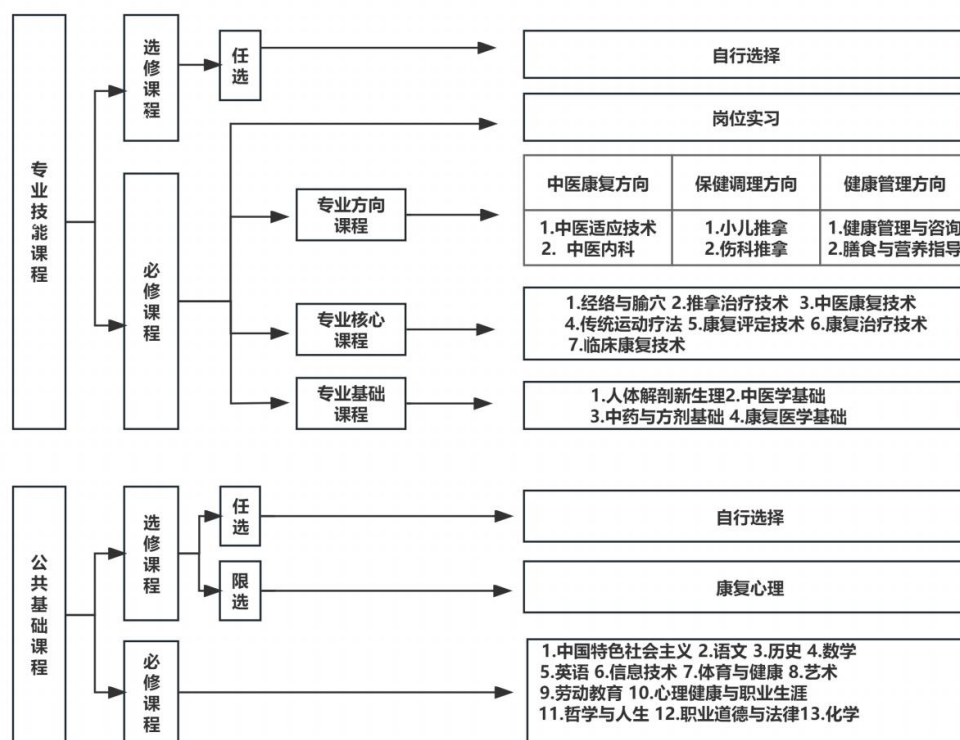 专业技能课程
选修课程
任选
自行选择
必修课程
岗位实习
专业方向
课程
中医康复方向
保健调理方向
健康管理方向
1.中医适应技术
2. 中医内科
1.小儿推拿
2.伤科推拿
1.健康管理与咨询
2.膳食与营养指导
专业核心
课程
1.经络与腧穴 2.推拿治疗技术 3.中医康复技术
4.传统运动疗法 5.康复评定技术 6.康复治疗技术
7.临床康复技术
专业基础
课程
1.人体解剖新生理2.中医学基础
3.中药与方剂基础 4.康复医学基础
公共基础课程
选修课程
任选
自行选择
限选
康复心理
必修课程
1.中国特色社会主义 2.语文 3.历史 4.数学
5.英语 6.信息技术 7.体育与健康 8.艺术
9.劳动教育 10.心理健康与职业生涯
11.哲学与人生 12.职业道德与法律13.化学